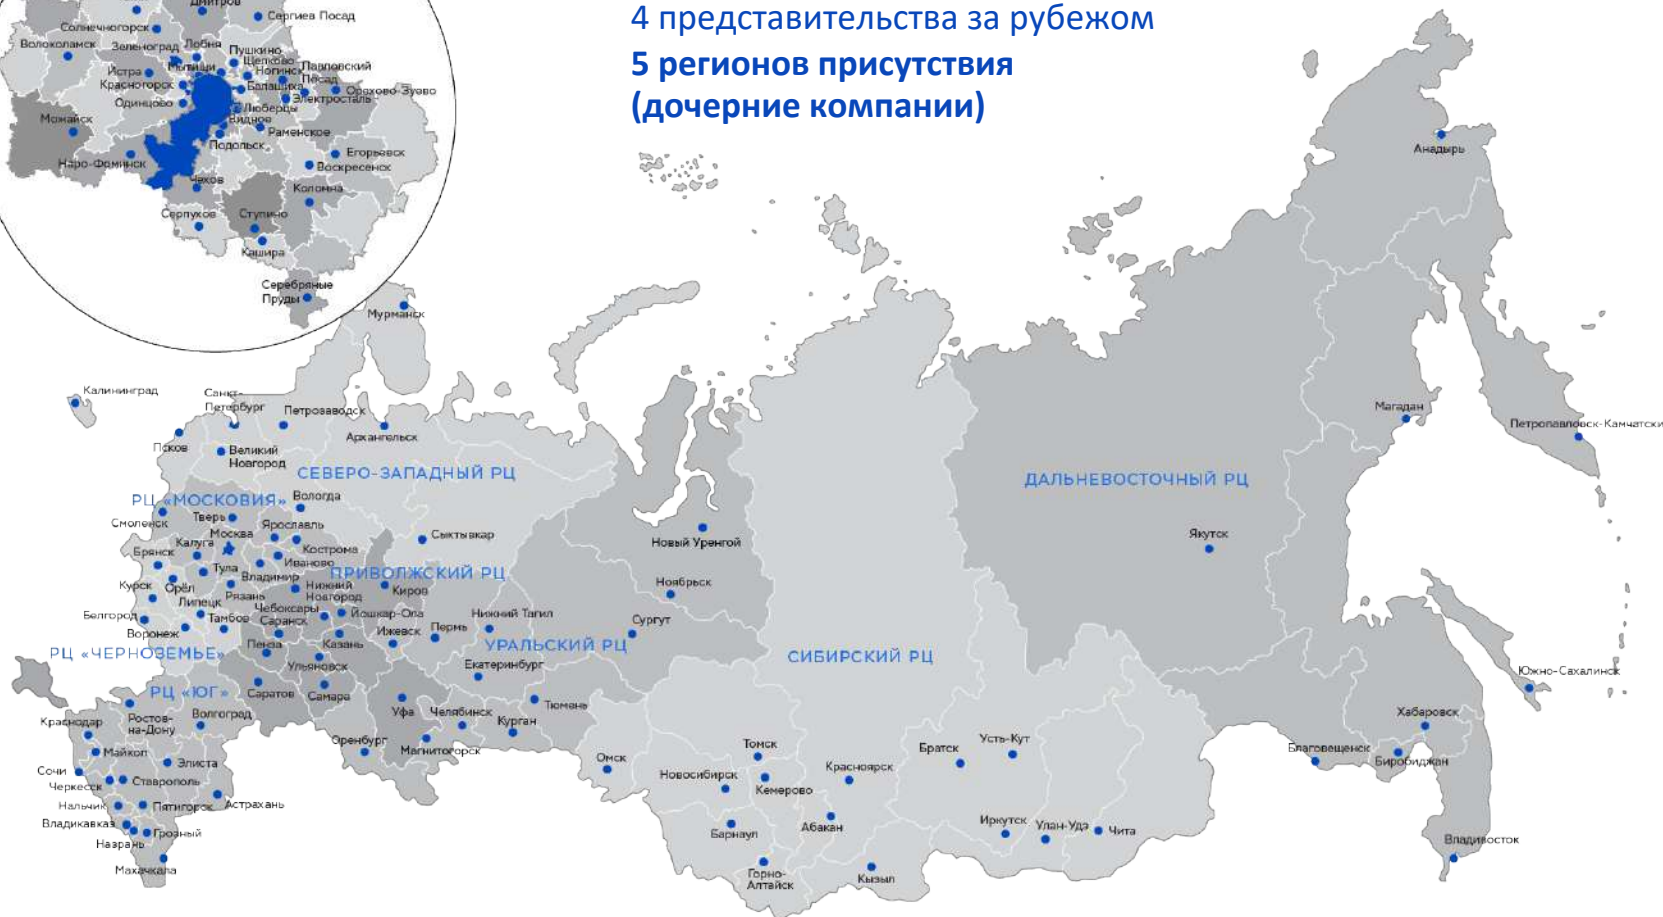 4 представительства за рубежом
5 регионов присутствия
(дочерние компании)
Дмитров
Сергиев Посад
Солнечногорск
Волоколамск
Зеленоград
Лобня
Пушкино
Мытищи
Щелково
Истра
Ногинск
Павловский
Посад
Красногорск
Балашиха
Орехово-Зуево
Одинцово
Электросталь
Люберцы
Можайск
Видное
Раменское
Подольск
Наро-Фоминск
Егорьевск
Воскресенск
Чехов
Коломна
Серпухов
Ступино
Кашира
Серебряные
Пруды
Анадырь
Мурманск
Калининград
Санкт-
Петербург
Петрозаводск
Архангельск
Псков
Великий
Новгород
Магадан
Петропавловск-Камчатски
СЕВЕРО-ЗАПАДНЫЙ РЦ
ДАЛЬНЕВОСТОЧНЫЙ РЦ
РЦ «МОСКОВИЯ»
Вологда
Смоленск
Тверь
Ярославль
Москва
Сыктывкар
Калуга
Кострома
Новый Уренгой
Якутск
Брянск
Иваново
Тула
Владимир
ПРИВОЛЖСКИЙ РЦ
Курск
Орёл
Рязань
Нижний
Новгород
Киров
Ноябрьск
Липецк
Чебоксары
Йошкар-Ола
Нижний Тагил
Белгород
Тамбов
Саранск
Сургут
Воронеж
Ижевск
Пермь
Пенза
Казань
УРАЛЬСКИЙ РЦ
РЦ «ЧЕРНОЗЕМЬЕ»
Ульяновск
Екатеринбург
СИБИРСКИЙ РЦ
РЦ «ЮГ»
Саратов
Самара
Южно-Сахалинск
Краснодар
Ростов-
на-Дону
Волгоград
Уфа
Челябинск
Курган
Тюмень
Хабаровск
Оренбург
Магнитогорск
Майкоп
Элиста
Омск
Томск
Братск
Усть-Кут
Благовещенск
Биробиджан
Сочи
Черкесск
Ставрополь
Новосибирск
Кемерово
Красноярск
Нальчик
Пятигорск
Астрахань
Владикавказ
Грозный
Барнаул
Абакан
Иркутск
Улан-Удэ
Чита
Владивосток
Назрань
Махачкала
Горно-
Алтайск
Кызыл